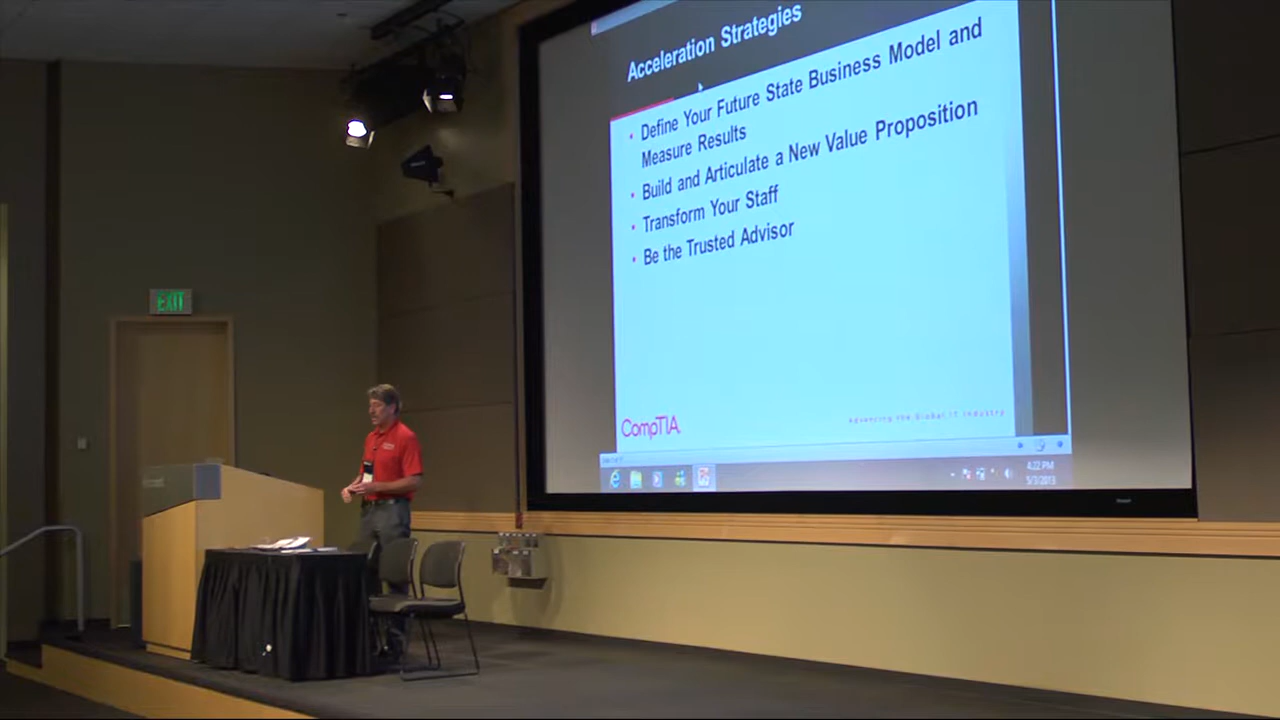 Acceleration Strategies
• Define Your Future State Business Model and
Measure Results
• Build and Articulate a New Value Proposition
• Transform Your Staff
• Be the Trusted Advisor
CompTIA
Advancing the Global IT Industry
4:22 PM
5/3/2013
EXIT